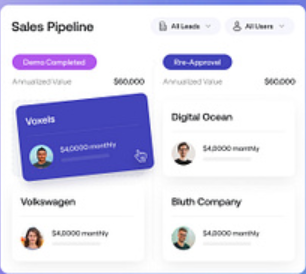 Sales Pipeline
All Leads
All Users
Demo Completed
Annualized Value $60,000
Voxels
$4,0000 monthly
Volkswagen
$4,0000 monthly
Rre-Approval
Annualized Value $60,000
Digital Ocean
$4,0000 monthly
Bluth Company
$4,0000 monthly